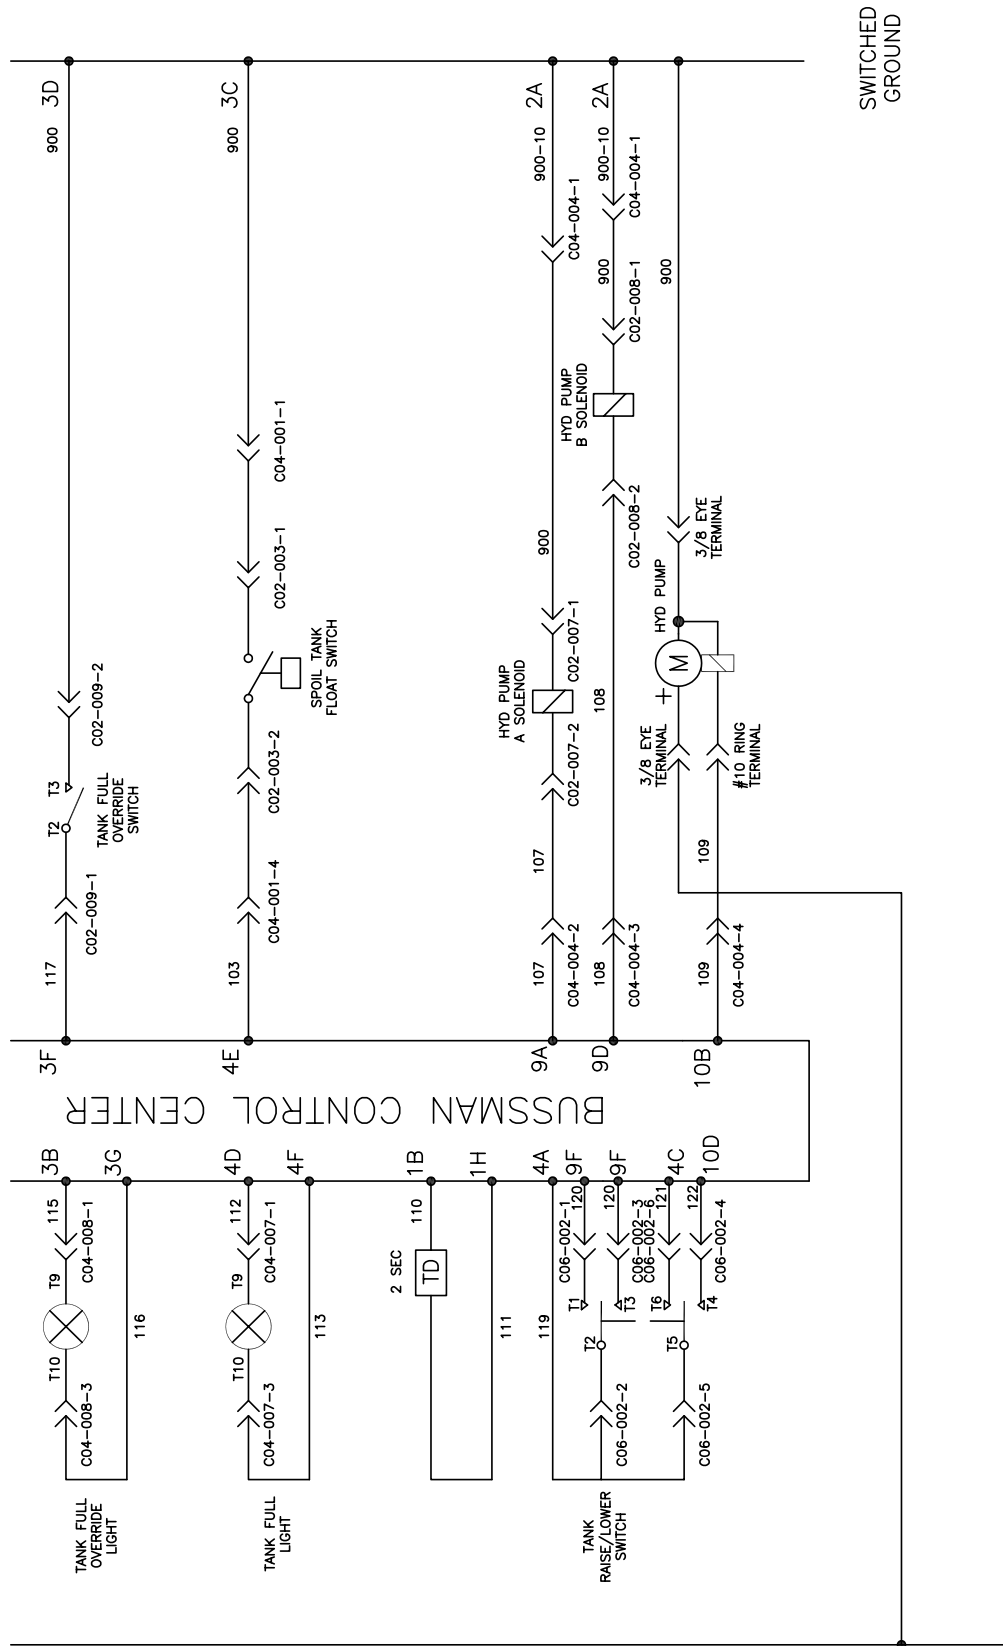 SWITCHED
GROUND
3D
900
C02-009-2
T3
TANK FULL
OVERRIDE
SWITCH
T2
C02-009-1
117
3F
3C
900
C04-001-1
C02-003-1
SPOIL TANK
FLOAT SWITCH
C02-003-2
C04-001-4
103
4E
2A
900-10
C04-004-1
900
C02-007-1
HYD PUMP
A SOLENOID
C02-007-2
107
C04-004-2
107
9A
2A
900-10
C04-004-1
900
C02-008-1
HYD PUMP
B SOLENOID
C02-008-2
108
C04-004-3
108
9D
900
3/8 EYE
TERMINAL
HYD PUMP
M
+
3/8 EYE
TERMINAL
#10 RING
TERMINAL
109
C04-004-4
109
10B
BUSSMAN CONTROL CENTER
3B
115
C04-008-1
T9
T10
C04-008-3
3G
116
TANK FULL
OVERRIDE
LIGHT
4D
112
C04-007-1
T9
T10
C04-007-3
4F
113
TANK FULL
LIGHT
1B
110
2 SEC
TD
1H
111
4A
119
9F
120
C06-002-1
T1
T2
C06-002-2
9F
120
C06-002-3
T3
4C
121
C06-002-6
T6
T5
C06-002-5
10D
122
C06-002-4
T4
TANK
RAISE/LOWER
SWITCH